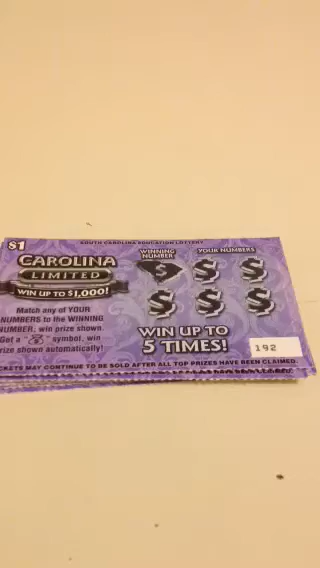 SOUTH CAROLINA EDUCATION LOTTERY
$1
CAROLINA
LIMITED
WIN UP TO $1,000!
Match any of YOUR
NUMBERS to the WINNING
NUMBER, win prize shown.
Get a " " symbol, win
prize shown automatically!
WINNING
NUMBER
YOUR NUMBERS
$ $ $
$ $ $
WIN UP TO
5 TIMES!
192
TICKETS MAY CONTINUE TO BE SOLD AFTER ALL TOP PRIZES HAVE BEEN CLAIMED.